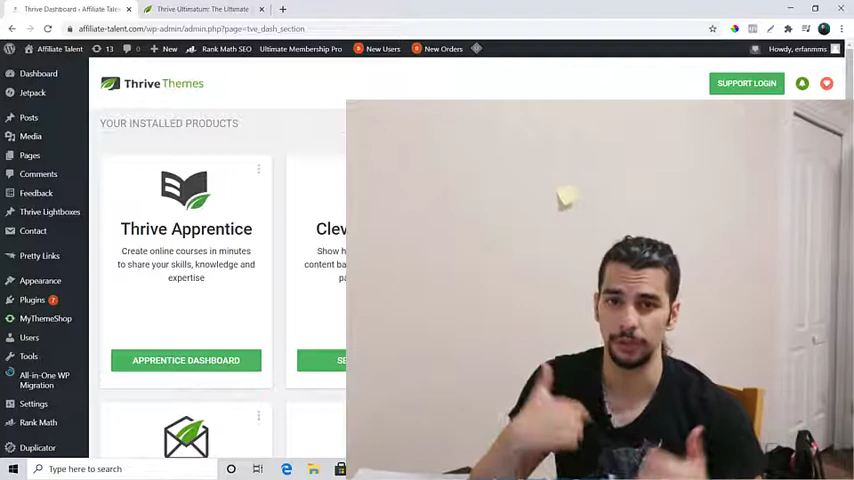 Thrive Dashboard ‹ Affiliate Talent
Thrive Ultimatum: The Ultimate
affiliate-talent.com/wp-admin/admin.php?page=tve_dash_section
Affiliate Talent
13
0
New
Rank Math SEO
Ultimate Membership Pro
0 New Users
0 New Orders
Howdy, erfanmms
Dashboard
Jetpack
Posts
Media
Pages
Comments
Feedback
Thrive Lightboxes
Contact
Pretty Links
Appearance
Plugins 7
MyThemeShop
Users
Tools
All-in-One WP
Migration
Settings
Rank Math
Duplicator
Thrive Themes
SUPPORT LOGIN
YOUR INSTALLED PRODUCTS
Thrive Apprentice
Create online courses in minutes
to share your skills, knowledge and
expertise
APPRENTICE DASHBOARD
Clev
Show h
content ba
pa
SE
Type here to search